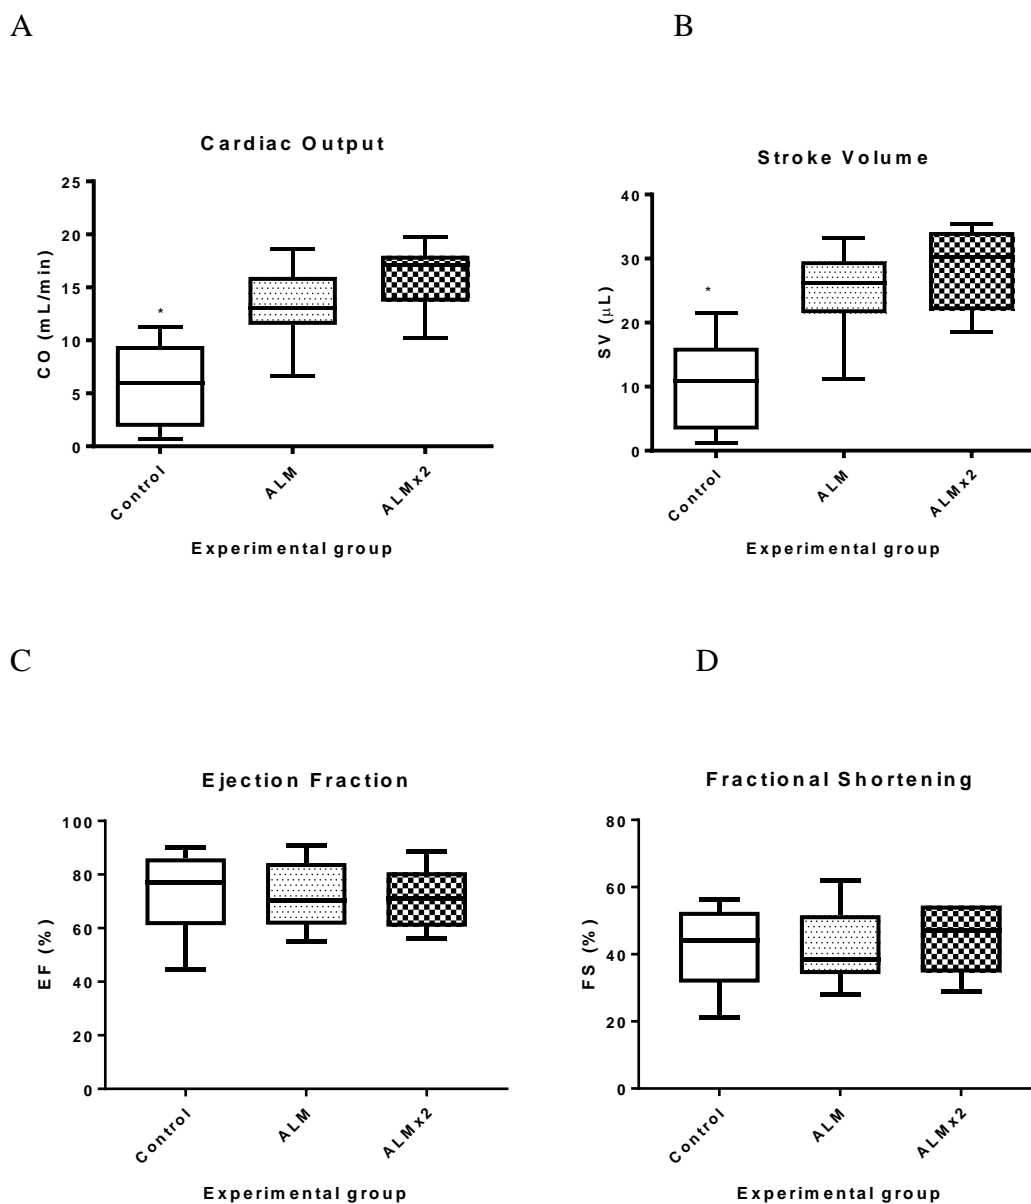 A
B
Cardiac Output
CO (mL/min)
25
20
15
10
5
0
*
Control
ALM
ALMx2
Experimental group
Stroke Volume
SV (µL)
40
30
20
10
0
*
Control
ALM
ALMx2
Experimental group
C
D
Ejection Fraction
EF (%)
100
80
60
40
20
0
Control
ALM
ALMx2
Experimental group
Fractional Shortening
FS (%)
80
60
40
20
0
Control
ALM
ALMx2
Experimental group